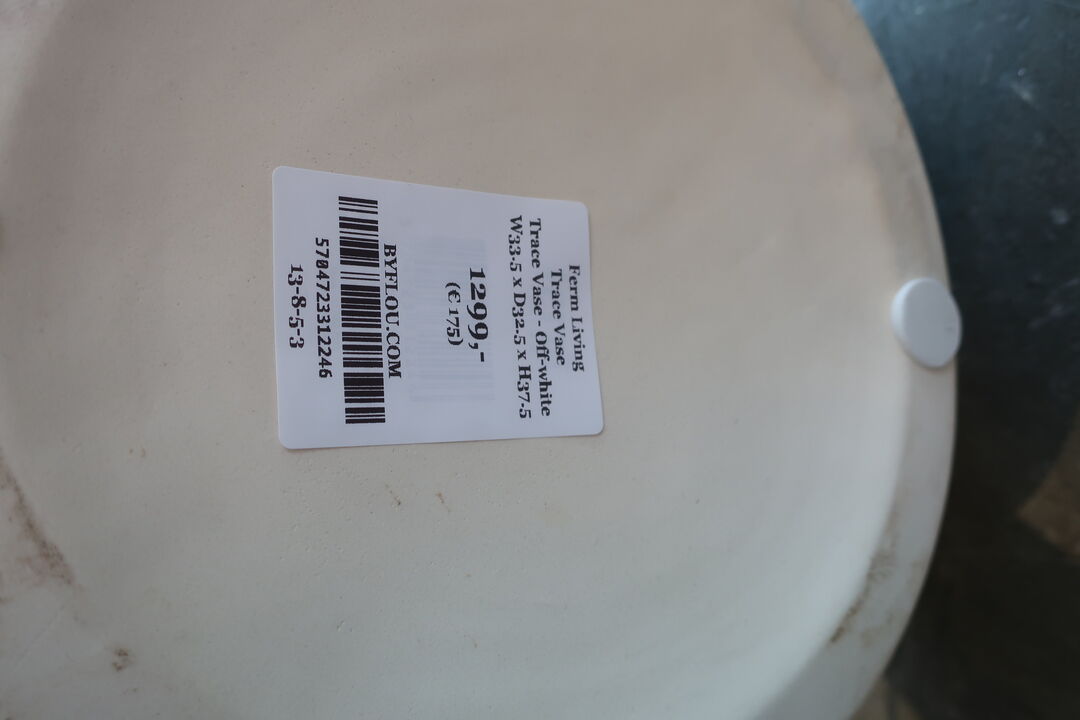 Ferm Living
Trace Vase
Trace Vase - Off-white
W33.5 x D32.5 x H37.5
1299,-
(€ 175)
BYFLOU.COM
5704723312246
13-8-5-3